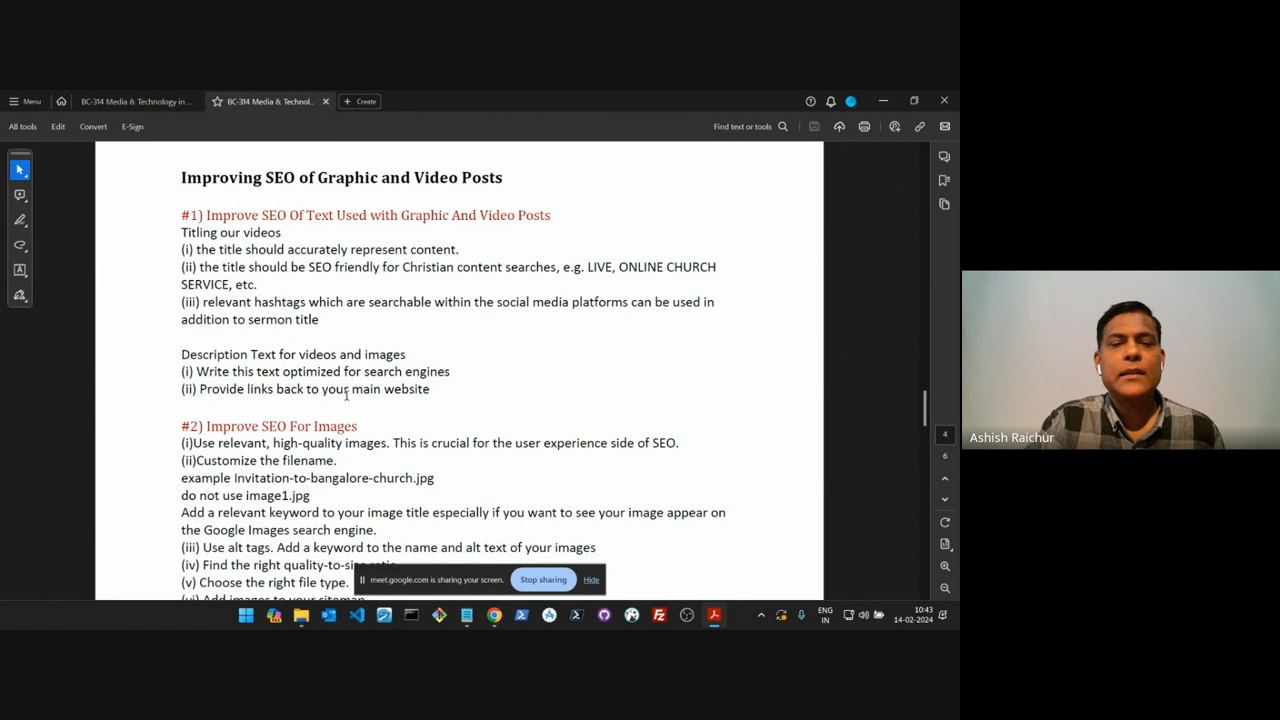 Menu
BC-314 Media & Technology in ...
BC-314 Media & Technol...
Create
All tools
Edit
Convert
E-Sign
Find text or tools
Improving SEO of Graphic and Video Posts
#1) Improve SEO Of Text Used with Graphic And Video Posts
Titling our videos
(i) the title should accurately represent content.
(ii) the title should be SEO friendly for Christian content searches, e.g. LIVE, ONLINE CHURCH
SERVICE, etc.
(iii) relevant hashtags which are searchable within the social media platforms can be used in
addition to sermon title
Description Text for videos and images
(i) Write this text optimized for search engines
(ii) Provide links back to your main website
#2) Improve SEO For Images
(i)Use relevant, high-quality images. This is crucial for the user experience side of SEO.
(ii)Customize the filename.
example Invitation-to-bangalore-church.jpg
do not use image1.jpg
Add a relevant keyword to your image title especially if you want to see your image appear on
the Google Images search engine.
(iii) Use alt tags. Add a keyword to the name and alt text of your images
(iv) Find the right quality-to-size ratio.
(v) Choose the right file type.
(vi) Add images to your sitemap
4
6
meet.google.com is sharing your screen.
Stop sharing
Hide
ENG
IN
10:43
14-02-2024
Ashish Raichur